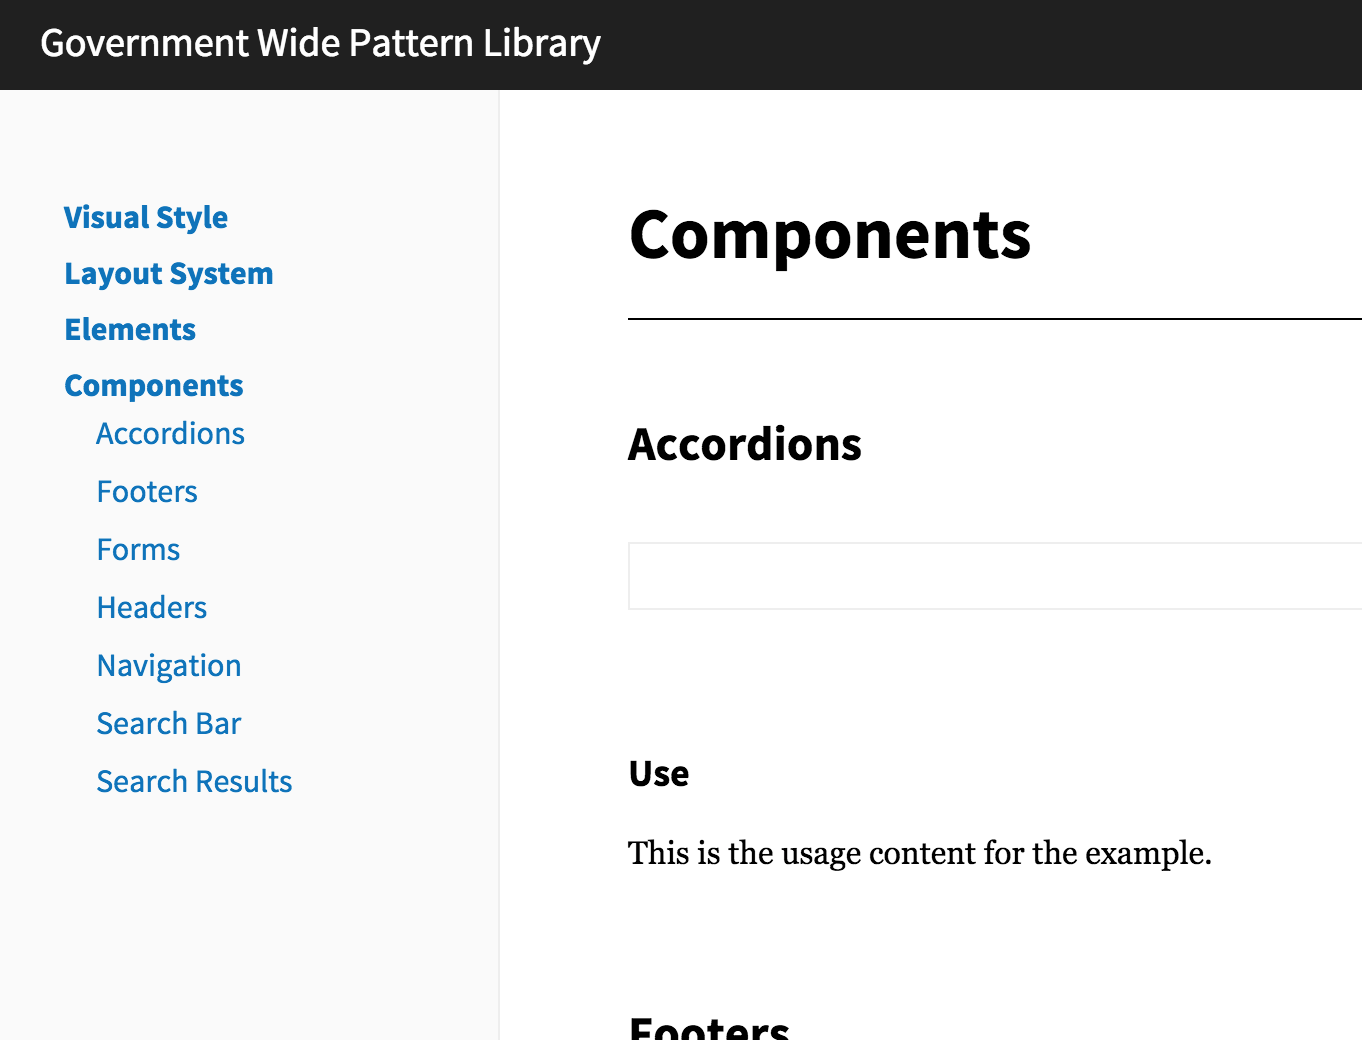 Government Wide Pattern Library
Visual Style
Layout System
Elements
Components
Accordions
Footers
Forms
Headers
Navigation
Search Bar
Search Results
Components
Accordions
Use
This is the usage content for the example.
Footers